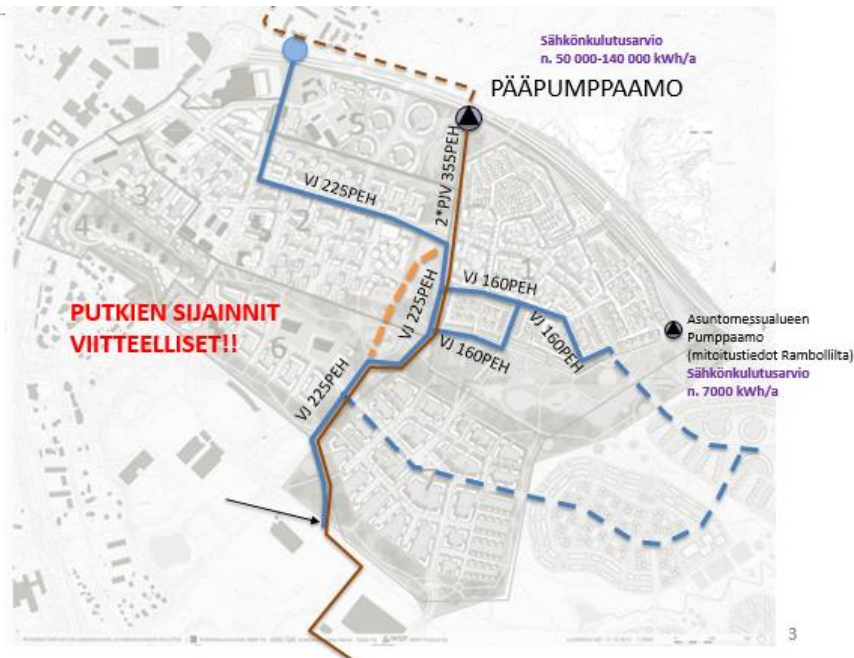 Sähkönkulutusarvio
n. 50 000-140 000 kWh/a
PÄÄPUMPPAAMO
5
2*PJV 355PEH
3
VJ 225PEH
4
2
1
VJ 160PEH
PUTKIEN SIJAINNIT
VIITTEELLISET!!
VJ 225PEH
VJ 160PEH
VJ 160PEH
Asuntomessualueen
Pumppaamo
(mitoitustiedot Rambollilta)
Sähkönkulutusarvio
n. 7000 kWh/a
6
VJ 225PEH
7
3